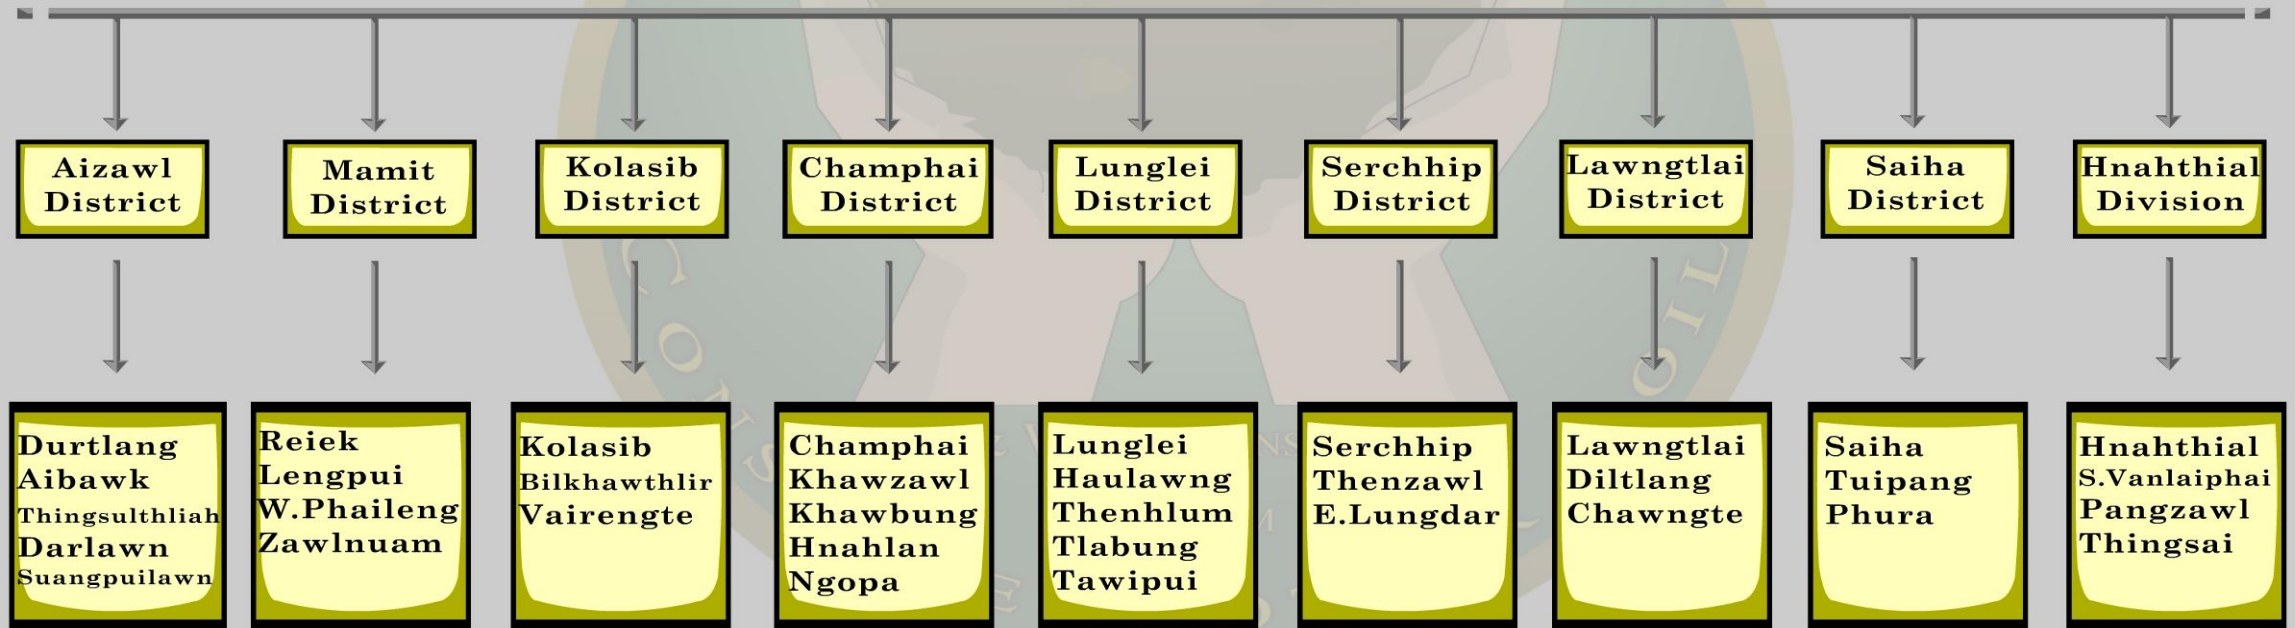 Aizawl
District
Mamit
District
Kolasib
District
Champhai
District
Lunglei
District
Serchhip
District
Lawngtlai
District
Saiha
District
Hnahthial
Division
Durtlang
Aibawk
Thingsulthliah
Darlawn
Suangpuilawn
Reiek
Lengpui
W.Phaileng
Zawlnuam
Kolasib
Bilkhawthlir
Vairengte
Champhai
Khawzawl
Khawbung
Hnahlan
Ngopa
Lunglei
Haulawng
Thenhlum
Tlabung
Tawipui
Serchhip
Thenzawl
E.Lungdar
Lawngtlai
Diltlang
Chawngte
Saiha
Tuipang
Phura
Hnahthial
S.Vanlaiphai
Pangzawl
Thingsai